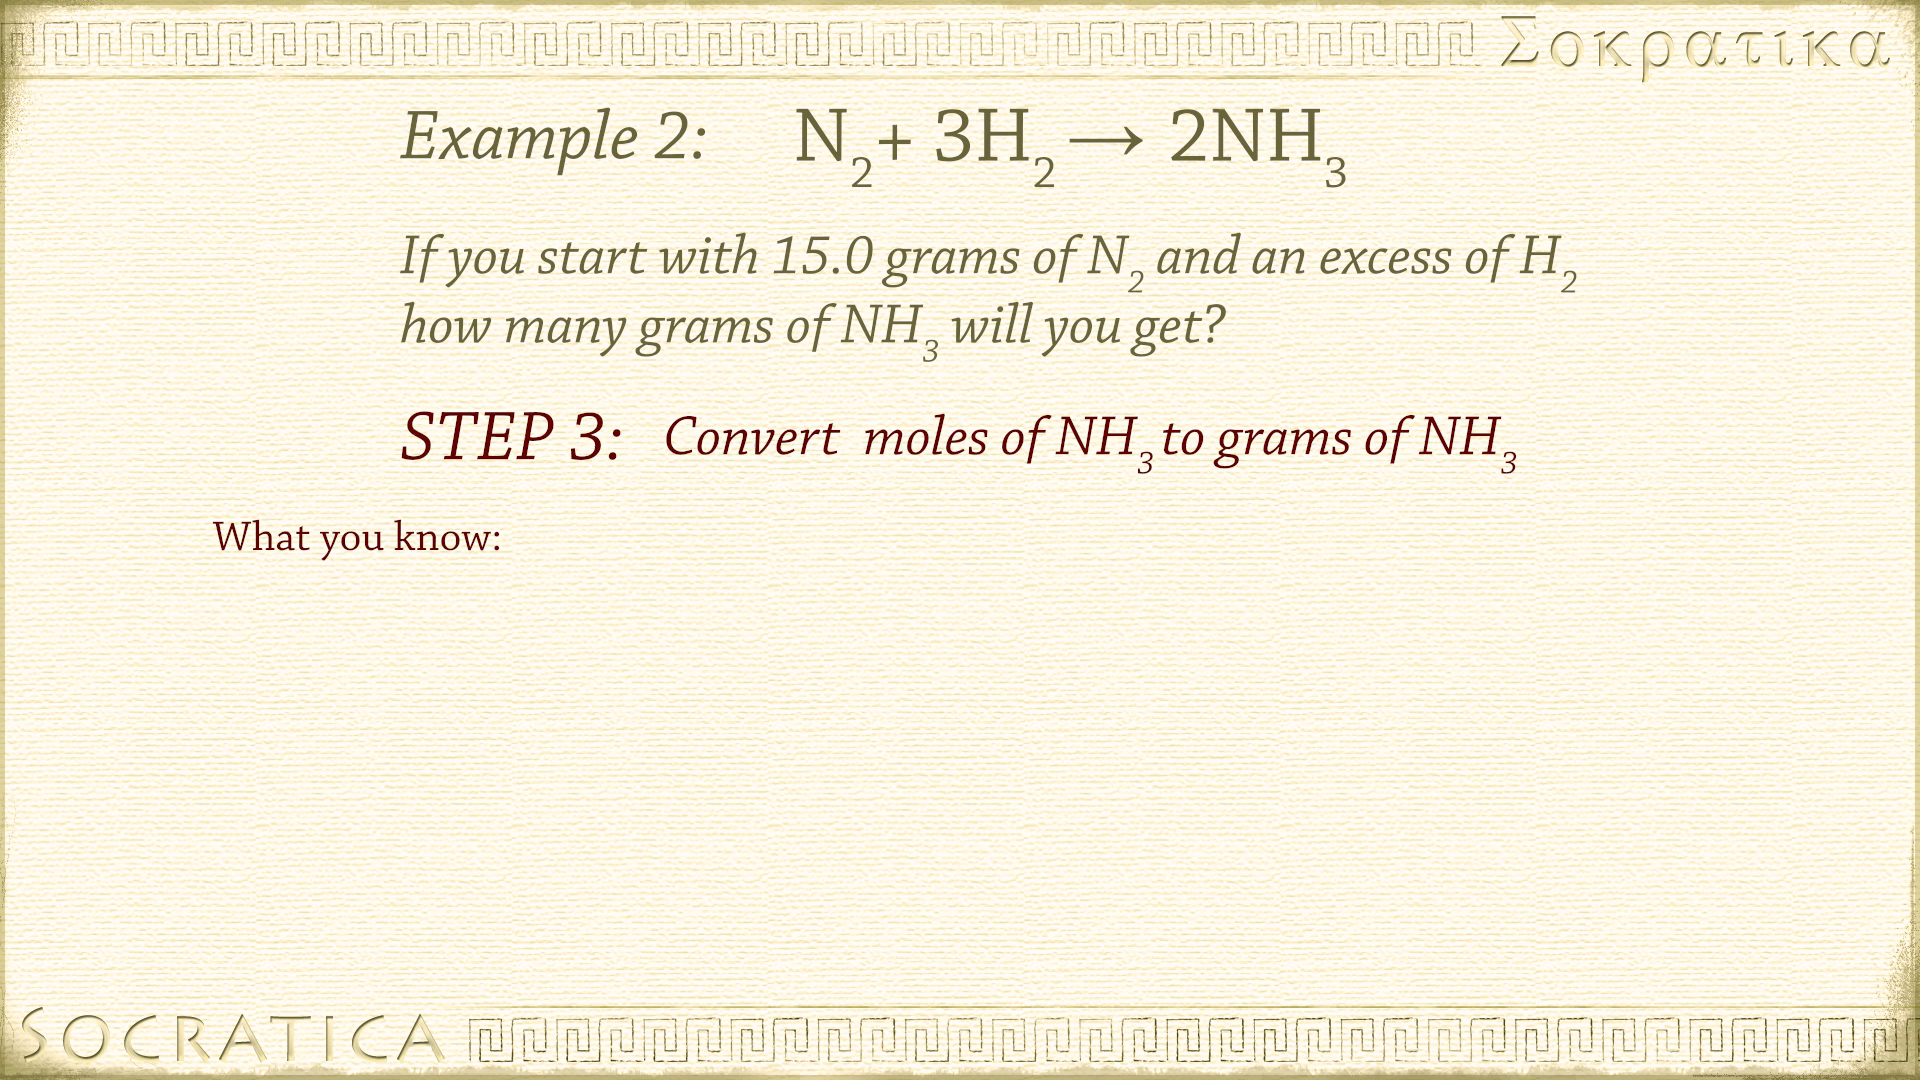 Σοκρατικα
Example 2: N₂+ 3H₂ → 2NH₃
If you start with 15.0 grams of N₂ and an excess of H₂
how many grams of NH₃ will you get?
STEP 3: Convert moles of NH₃ to grams of NH₃
What you know:
SOCRATICA